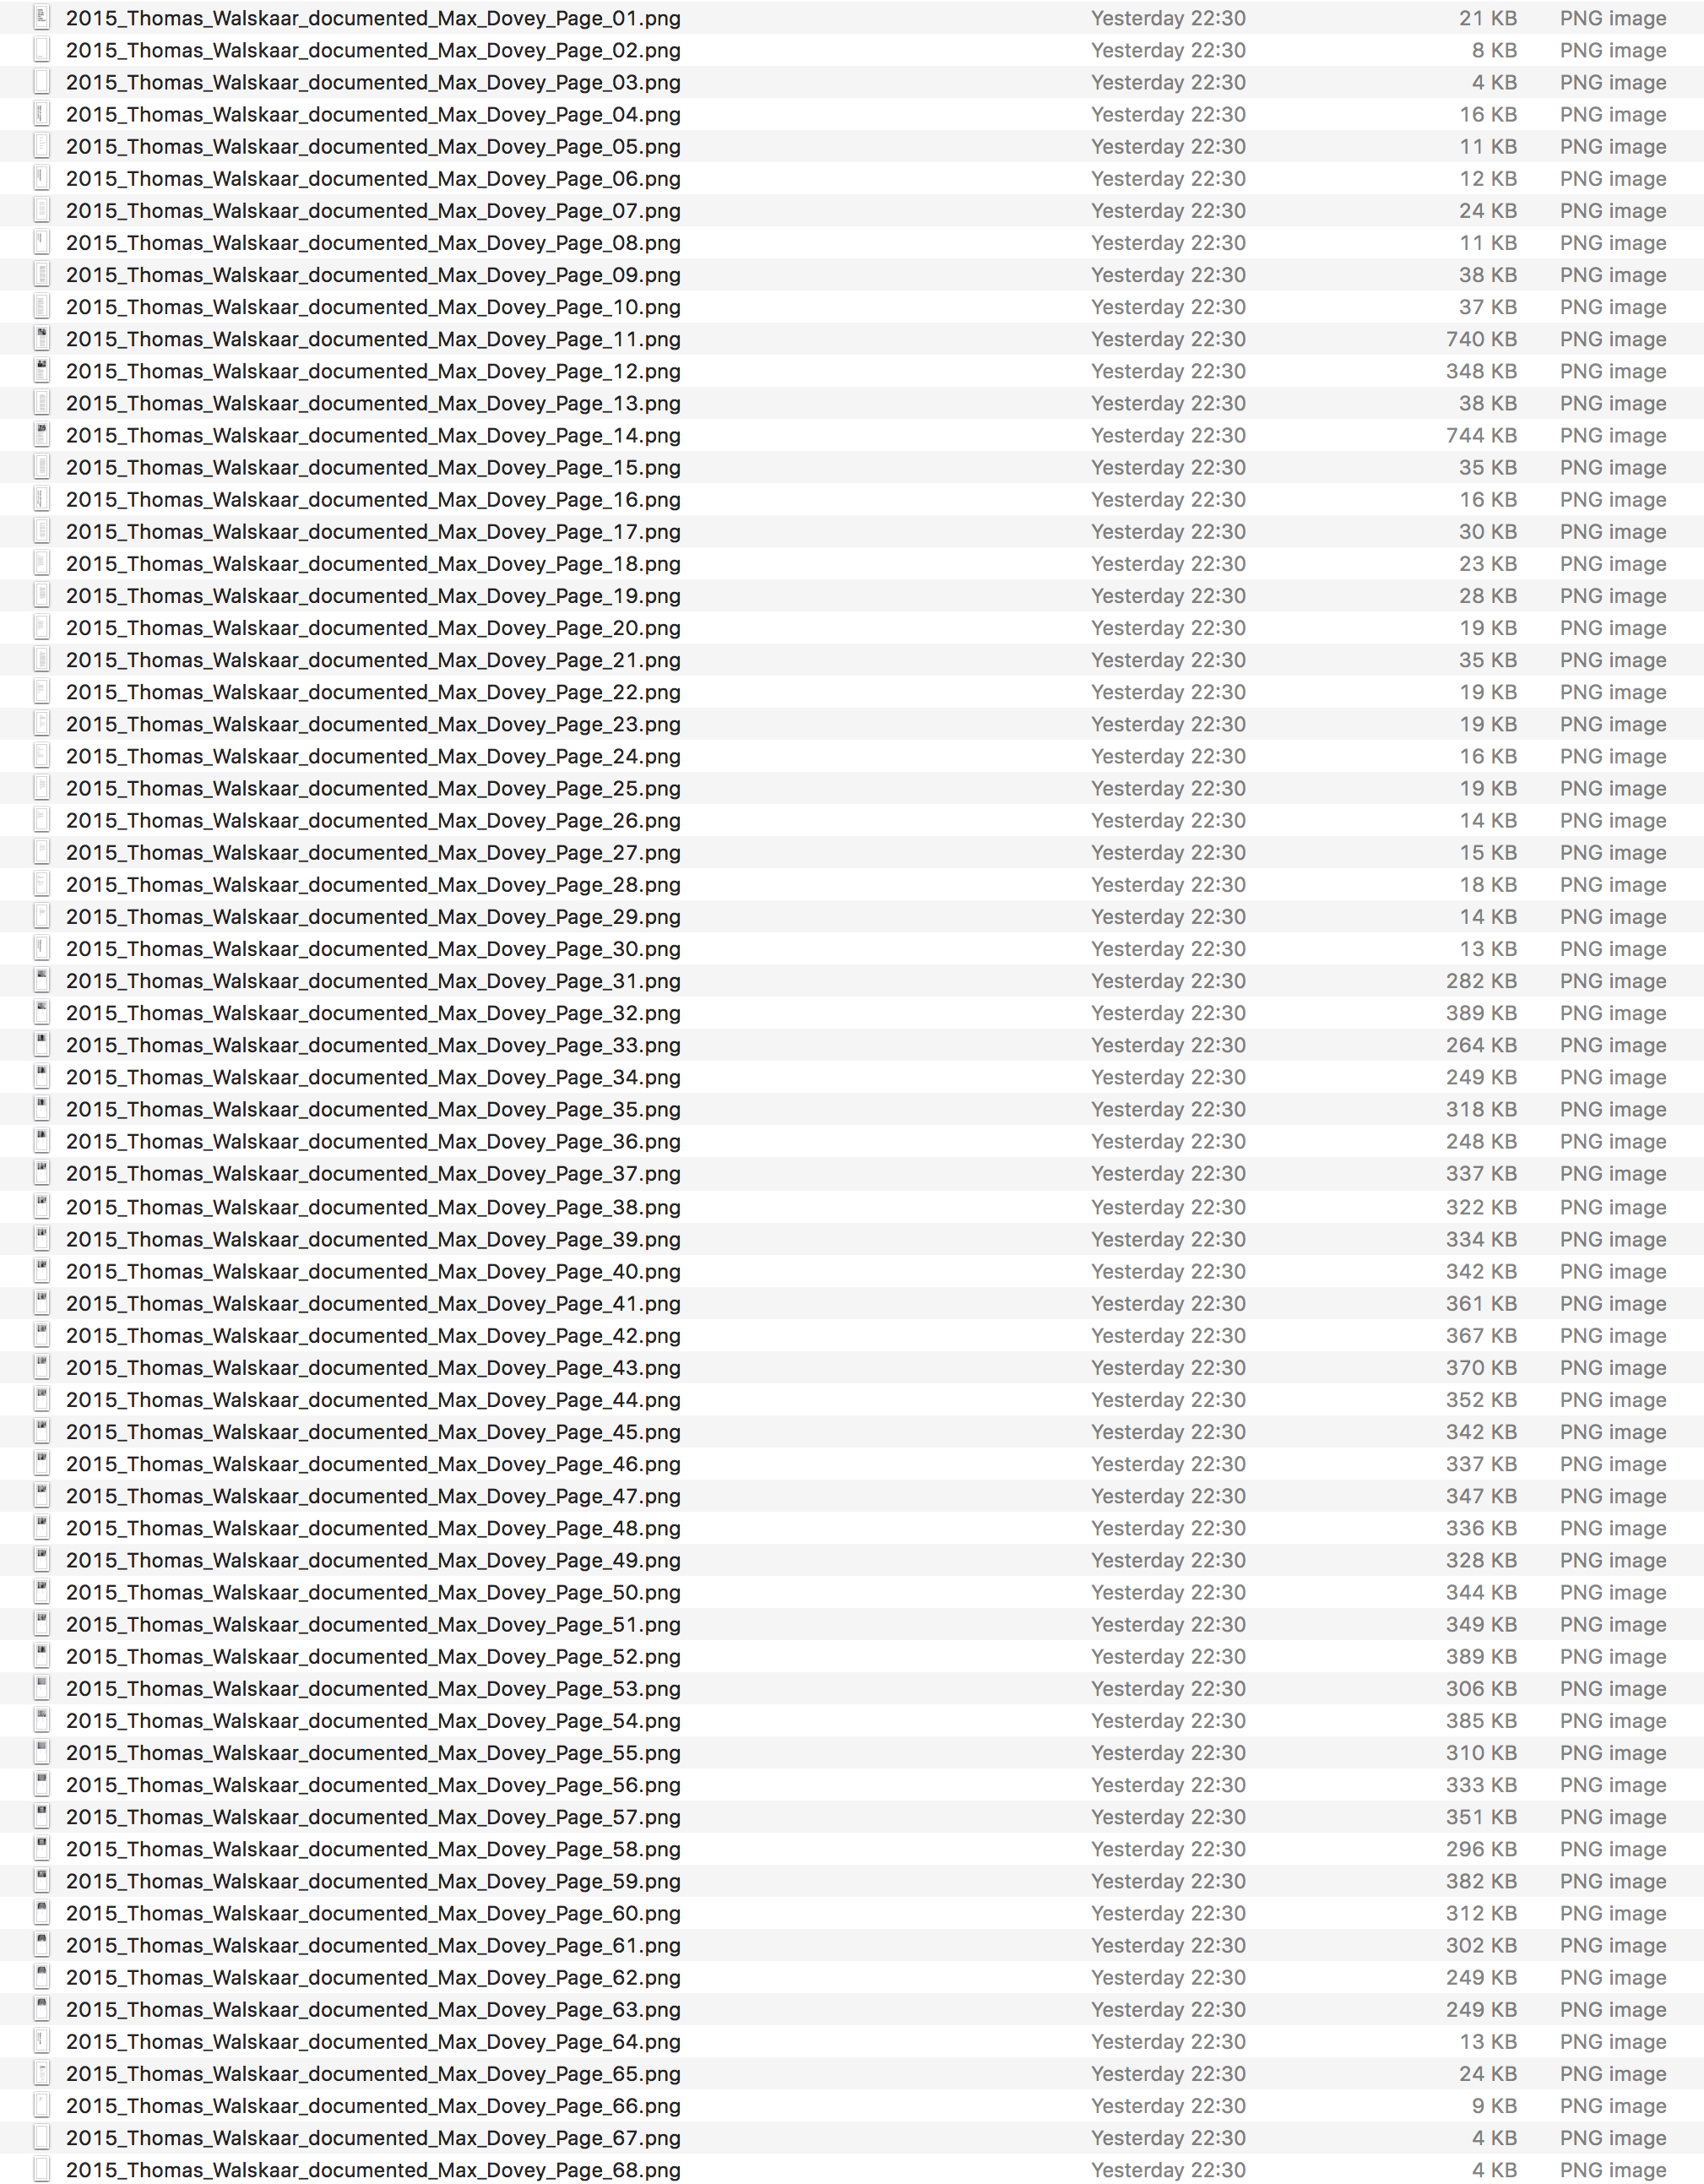 2015_Thomas_Walskaar_documented_Max_Dovey_Page_01.png Yesterday 22:30 21 KB PNG image
2015_Thomas_Walskaar_documented_Max_Dovey_Page_02.png Yesterday 22:30 8 KB PNG image
2015_Thomas_Walskaar_documented_Max_Dovey_Page_03.png Yesterday 22:30 4 KB PNG image
2015_Thomas_Walskaar_documented_Max_Dovey_Page_04.png Yesterday 22:30 16 KB PNG image
2015_Thomas_Walskaar_documented_Max_Dovey_Page_05.png Yesterday 22:30 11 KB PNG image
2015_Thomas_Walskaar_documented_Max_Dovey_Page_06.png Yesterday 22:30 12 KB PNG image
2015_Thomas_Walskaar_documented_Max_Dovey_Page_07.png Yesterday 22:30 24 KB PNG image
2015_Thomas_Walskaar_documented_Max_Dovey_Page_08.png Yesterday 22:30 11 KB PNG image
2015_Thomas_Walskaar_documented_Max_Dovey_Page_09.png Yesterday 22:30 38 KB PNG image
2015_Thomas_Walskaar_documented_Max_Dovey_Page_10.png Yesterday 22:30 37 KB PNG image
2015_Thomas_Walskaar_documented_Max_Dovey_Page_11.png Yesterday 22:30 740 KB PNG image
2015_Thomas_Walskaar_documented_Max_Dovey_Page_12.png Yesterday 22:30 348 KB PNG image
2015_Thomas_Walskaar_documented_Max_Dovey_Page_13.png Yesterday 22:30 38 KB PNG image
2015_Thomas_Walskaar_documented_Max_Dovey_Page_14.png Yesterday 22:30 744 KB PNG image
2015_Thomas_Walskaar_documented_Max_Dovey_Page_15.png Yesterday 22:30 35 KB PNG image
2015_Thomas_Walskaar_documented_Max_Dovey_Page_16.png Yesterday 22:30 16 KB PNG image
2015_Thomas_Walskaar_documented_Max_Dovey_Page_17.png Yesterday 22:30 30 KB PNG image
2015_Thomas_Walskaar_documented_Max_Dovey_Page_18.png Yesterday 22:30 23 KB PNG image
2015_Thomas_Walskaar_documented_Max_Dovey_Page_19.png Yesterday 22:30 28 KB PNG image
2015_Thomas_Walskaar_documented_Max_Dovey_Page_20.png Yesterday 22:30 19 KB PNG image
2015_Thomas_Walskaar_documented_Max_Dovey_Page_21.png Yesterday 22:30 35 KB PNG image
2015_Thomas_Walskaar_documented_Max_Dovey_Page_22.png Yesterday 22:30 19 KB PNG image
2015_Thomas_Walskaar_documented_Max_Dovey_Page_23.png Yesterday 22:30 19 KB PNG image
2015_Thomas_Walskaar_documented_Max_Dovey_Page_24.png Yesterday 22:30 16 KB PNG image
2015_Thomas_Walskaar_documented_Max_Dovey_Page_25.png Yesterday 22:30 19 KB PNG image
2015_Thomas_Walskaar_documented_Max_Dovey_Page_26.png Yesterday 22:30 14 KB PNG image
2015_Thomas_Walskaar_documented_Max_Dovey_Page_27.png Yesterday 22:30 15 KB PNG image
2015_Thomas_Walskaar_documented_Max_Dovey_Page_28.png Yesterday 22:30 18 KB PNG image
2015_Thomas_Walskaar_documented_Max_Dovey_Page_29.png Yesterday 22:30 14 KB PNG image
2015_Thomas_Walskaar_documented_Max_Dovey_Page_30.png Yesterday 22:30 13 KB PNG image
2015_Thomas_Walskaar_documented_Max_Dovey_Page_31.png Yesterday 22:30 282 KB PNG image
2015_Thomas_Walskaar_documented_Max_Dovey_Page_32.png Yesterday 22:30 389 KB PNG image
2015_Thomas_Walskaar_documented_Max_Dovey_Page_33.png Yesterday 22:30 264 KB PNG image
2015_Thomas_Walskaar_documented_Max_Dovey_Page_34.png Yesterday 22:30 249 KB PNG image
2015_Thomas_Walskaar_documented_Max_Dovey_Page_35.png Yesterday 22:30 318 KB PNG image
2015_Thomas_Walskaar_documented_Max_Dovey_Page_36.png Yesterday 22:30 248 KB PNG image
2015_Thomas_Walskaar_documented_Max_Dovey_Page_37.png Yesterday 22:30 337 KB PNG image
2015_Thomas_Walskaar_documented_Max_Dovey_Page_38.png Yesterday 22:30 322 KB PNG image
2015_Thomas_Walskaar_documented_Max_Dovey_Page_39.png Yesterday 22:30 334 KB PNG image
2015_Thomas_Walskaar_documented_Max_Dovey_Page_40.png Yesterday 22:30 342 KB PNG image
2015_Thomas_Walskaar_documented_Max_Dovey_Page_41.png Yesterday 22:30 361 KB PNG image
2015_Thomas_Walskaar_documented_Max_Dovey_Page_42.png Yesterday 22:30 367 KB PNG image
2015_Thomas_Walskaar_documented_Max_Dovey_Page_43.png Yesterday 22:30 370 KB PNG image
2015_Thomas_Walskaar_documented_Max_Dovey_Page_44.png Yesterday 22:30 352 KB PNG image
2015_Thomas_Walskaar_documented_Max_Dovey_Page_45.png Yesterday 22:30 342 KB PNG image
2015_Thomas_Walskaar_documented_Max_Dovey_Page_46.png Yesterday 22:30 337 KB PNG image
2015_Thomas_Walskaar_documented_Max_Dovey_Page_47.png Yesterday 22:30 347 KB PNG image
2015_Thomas_Walskaar_documented_Max_Dovey_Page_48.png Yesterday 22:30 336 KB PNG image
2015_Thomas_Walskaar_documented_Max_Dovey_Page_49.png Yesterday 22:30 328 KB PNG image
2015_Thomas_Walskaar_documented_Max_Dovey_Page_50.png Yesterday 22:30 344 KB PNG image
2015_Thomas_Walskaar_documented_Max_Dovey_Page_51.png Yesterday 22:30 349 KB PNG image
2015_Thomas_Walskaar_documented_Max_Dovey_Page_52.png Yesterday 22:30 389 KB PNG image
2015_Thomas_Walskaar_documented_Max_Dovey_Page_53.png Yesterday 22:30 306 KB PNG image
2015_Thomas_Walskaar_documented_Max_Dovey_Page_54.png Yesterday 22:30 385 KB PNG image
2015_Thomas_Walskaar_documented_Max_Dovey_Page_55.png Yesterday 22:30 310 KB PNG image
2015_Thomas_Walskaar_documented_Max_Dovey_Page_56.png Yesterday 22:30 333 KB PNG image
2015_Thomas_Walskaar_documented_Max_Dovey_Page_57.png Yesterday 22:30 351 KB PNG image
2015_Thomas_Walskaar_documented_Max_Dovey_Page_58.png Yesterday 22:30 296 KB PNG image
2015_Thomas_Walskaar_documented_Max_Dovey_Page_59.png Yesterday 22:30 382 KB PNG image
2015_Thomas_Walskaar_documented_Max_Dovey_Page_60.png Yesterday 22:30 312 KB PNG image
2015_Thomas_Walskaar_documented_Max_Dovey_Page_61.png Yesterday 22:30 302 KB PNG image
2015_Thomas_Walskaar_documented_Max_Dovey_Page_62.png Yesterday 22:30 249 KB PNG image
2015_Thomas_Walskaar_documented_Max_Dovey_Page_63.png Yesterday 22:30 249 KB PNG image
2015_Thomas_Walskaar_documented_Max_Dovey_Page_64.png Yesterday 22:30 13 KB PNG image
2015_Thomas_Walskaar_documented_Max_Dovey_Page_65.png Yesterday 22:30 24 KB PNG image
2015_Thomas_Walskaar_documented_Max_Dovey_Page_66.png Yesterday 22:30 9 KB PNG image
2015_Thomas_Walskaar_documented_Max_Dovey_Page_67.png Yesterday 22:30 4 KB PNG image
2015_Thomas_Walskaar_documented_Max_Dovey_Page_68.png Yesterday 22:30 4 KB PNG image